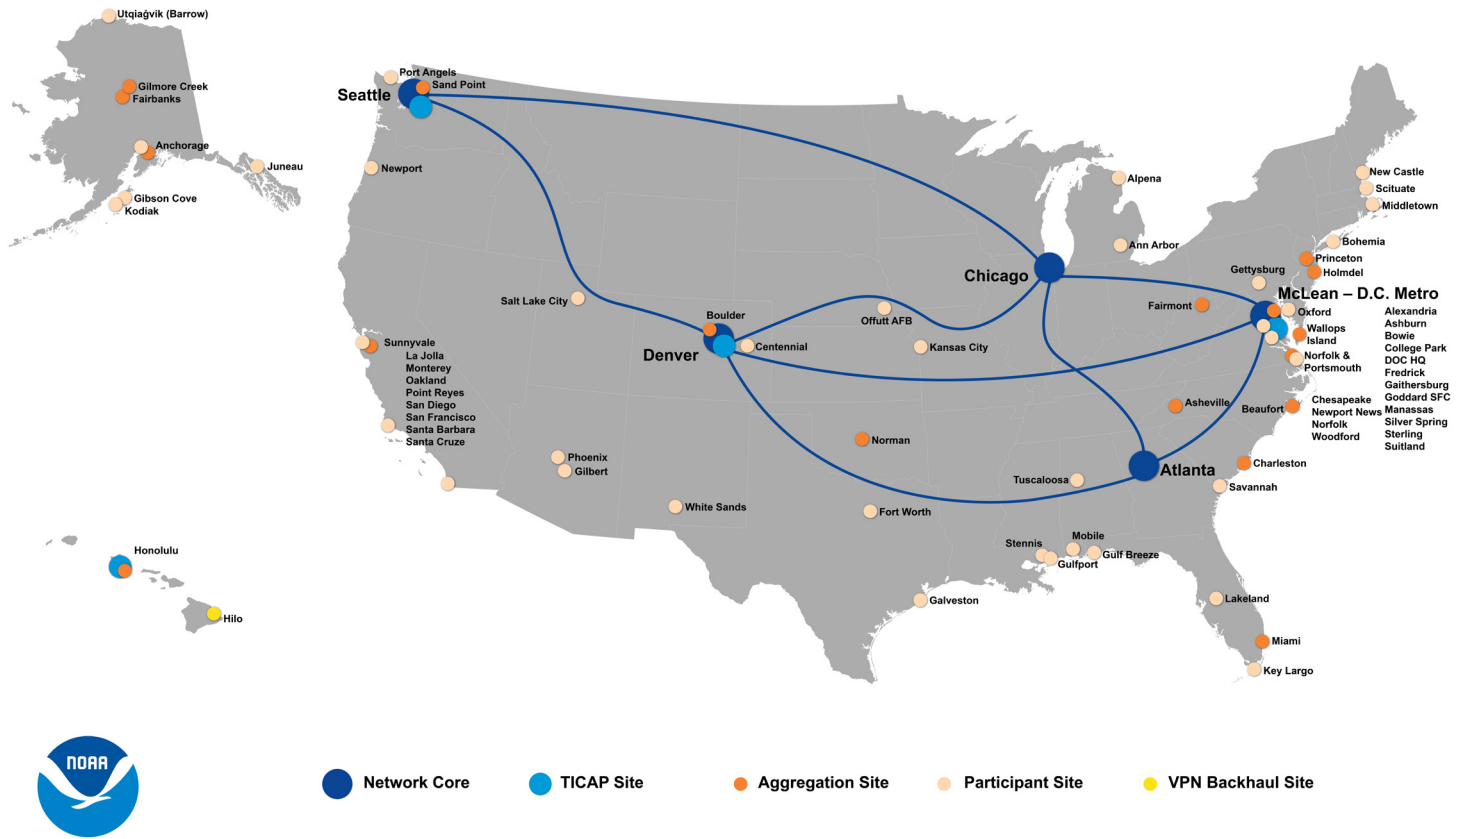 Utqiaġvik (Barrow)
Gilmore Creek
Fairbanks
Anchorage
Juneau
Gibson Cove
Kodiak
Port Angels
Sand Point
Seattle
Newport
Salt Lake City
Boulder
Denver
Centennial
Offutt AFB
Kansas City
Chicago
Alpena
Ann Arbor
New Castle
Scituate
Middletown
Bohemia
Princeton
Holmdel
Gettysburg
McLean – D.C. Metro
Fairmont
Oxford
Wallops
Island
Norfolk &
Portsmouth
Alexandria
Ashburn
Bowie
College Park
DOC HQ
Fredrick
Gaithersburg
Goddard SFC
Manassas
Silver Spring
Sterling
Suitland
Chesapeake
Newport News
Norfolk
Woodford
Sunnyvale
La Jolla
Monterey
Oakland
Point Reyes
San Diego
San Francisco
Santa Barbara
Santa Cruze
Asheville
Beaufort
Norman
Phoenix
Gilbert
White Sands
Fort Worth
Tuscaloosa
Atlanta
Charleston
Savannah
Stennis
Mobile
Gulf Breeze
Gulfport
Galveston
Lakeland
Miami
Key Largo
Honolulu
Hilo
NOAA
Network Core
TICAP Site
Aggregation Site
Participant Site
VPN Backhaul Site